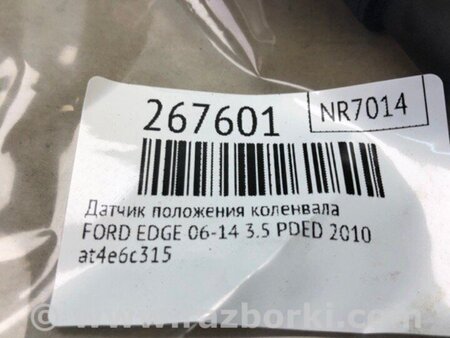 267601
NR7014
Датчик положения коленвала
FORD EDGE 06-14 3.5 PDED 2010
at4e6c315
© www.razborki.com